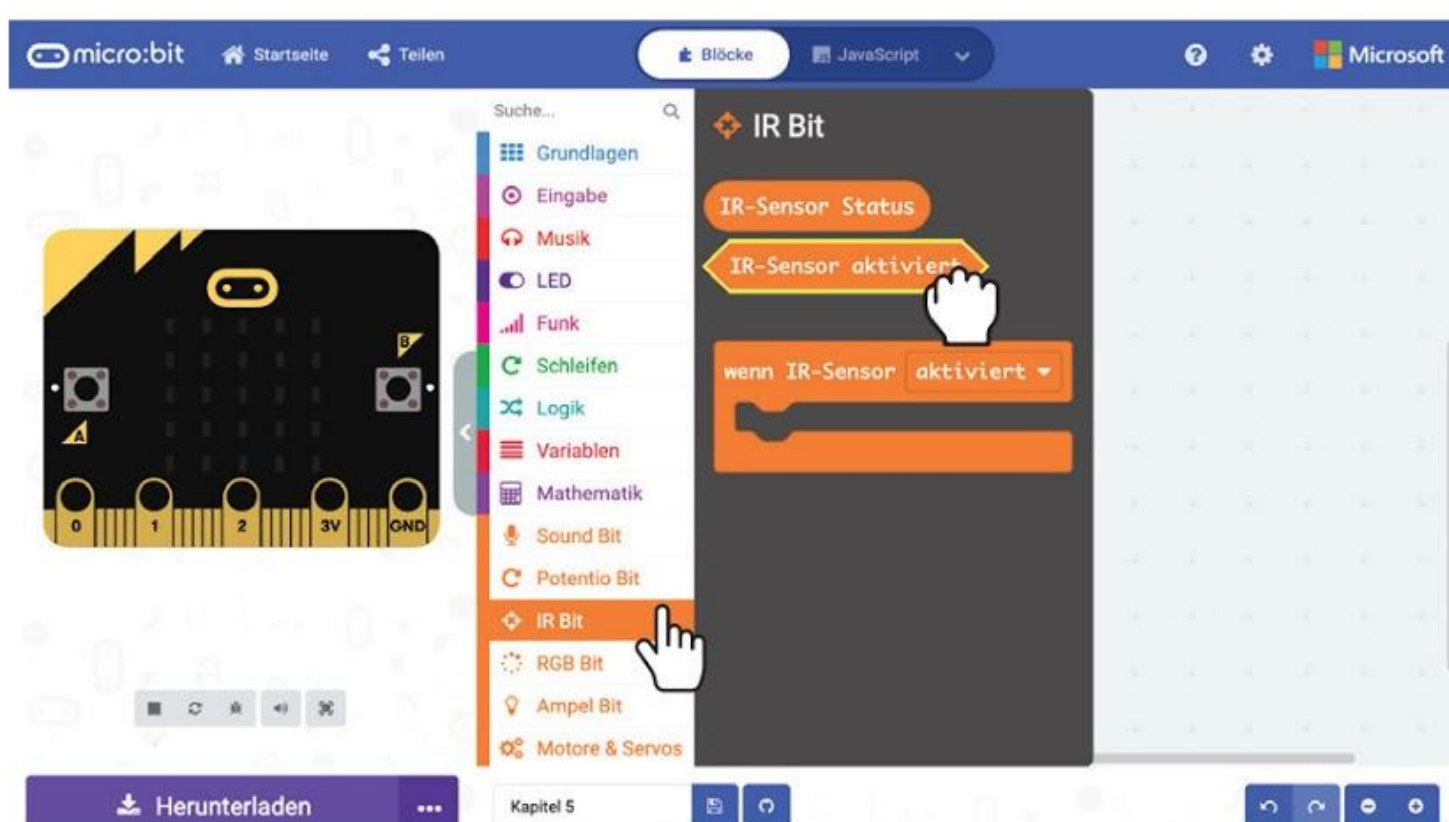 micro:bit Startseite Teilen Blöcke JavaScript Microsoft
Suche...
Grundlagen
Eingabe
Musik
LED
Funk
Schleifen
Logik
Variablen
Mathematik
Sound Bit
Potentio Bit
IR Bit
RGB Bit
Ampel Bit
Motore & Servos
IR Bit
IR-Sensor Status
IR-Sensor aktiviert
wenn IR-Sensor aktiviert
B
A
0 1 2 3V GND
Herunterladen ...
Kapitel 5